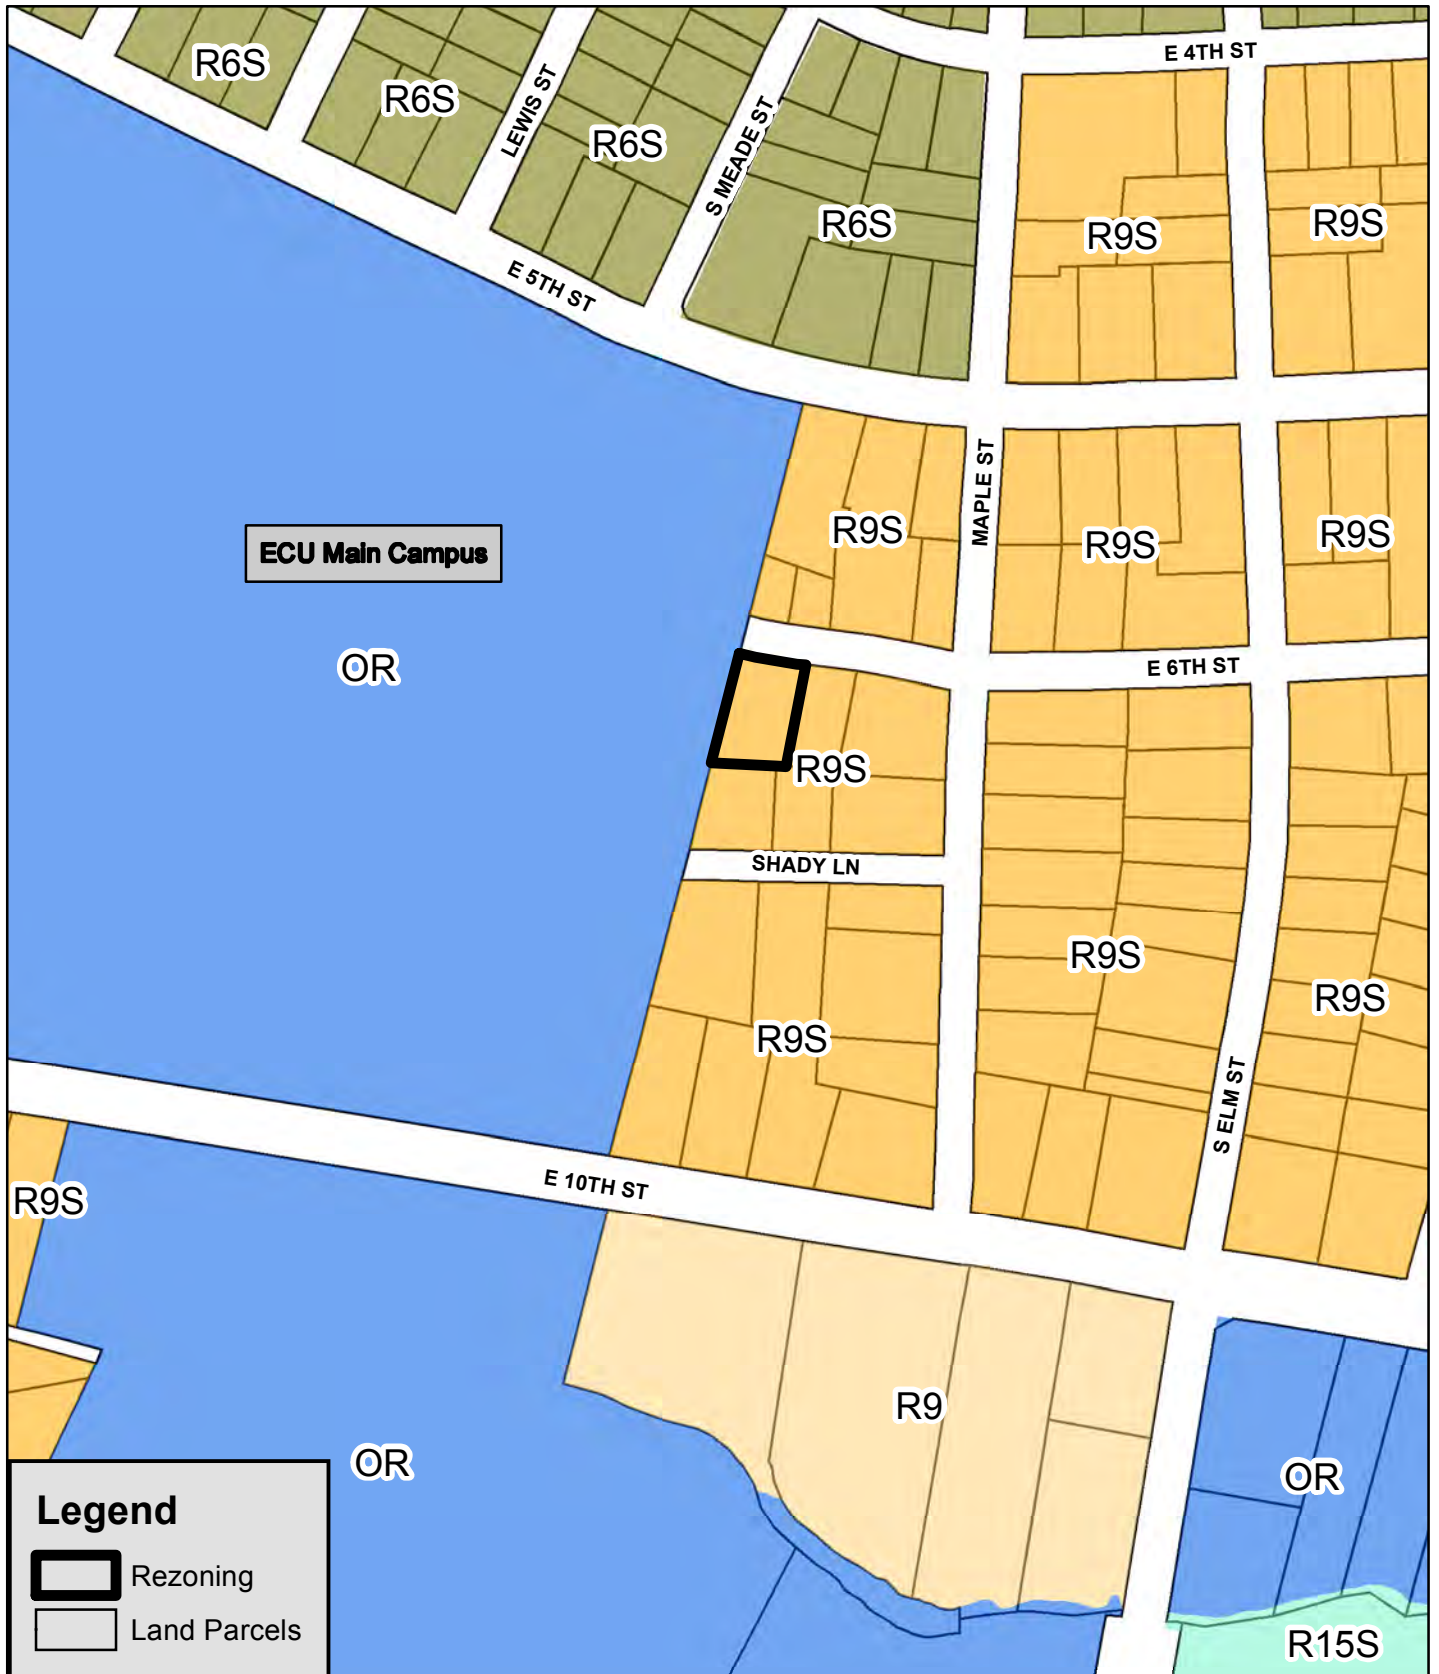 E 4TH ST
R6S
R6S
LEWIS ST
R6S
S MEADE ST
R6S
R9S
R9S
E 5TH ST
MAPLE ST
R9S
R9S
R9S
ECU Main Campus
OR
E 6TH ST
R9S
SHADY LN
R9S
R9S
R9S
S ELM ST
E 10TH ST
R9S
R9
OR
OR
R15S
Legend
Rezoning
Land Parcels